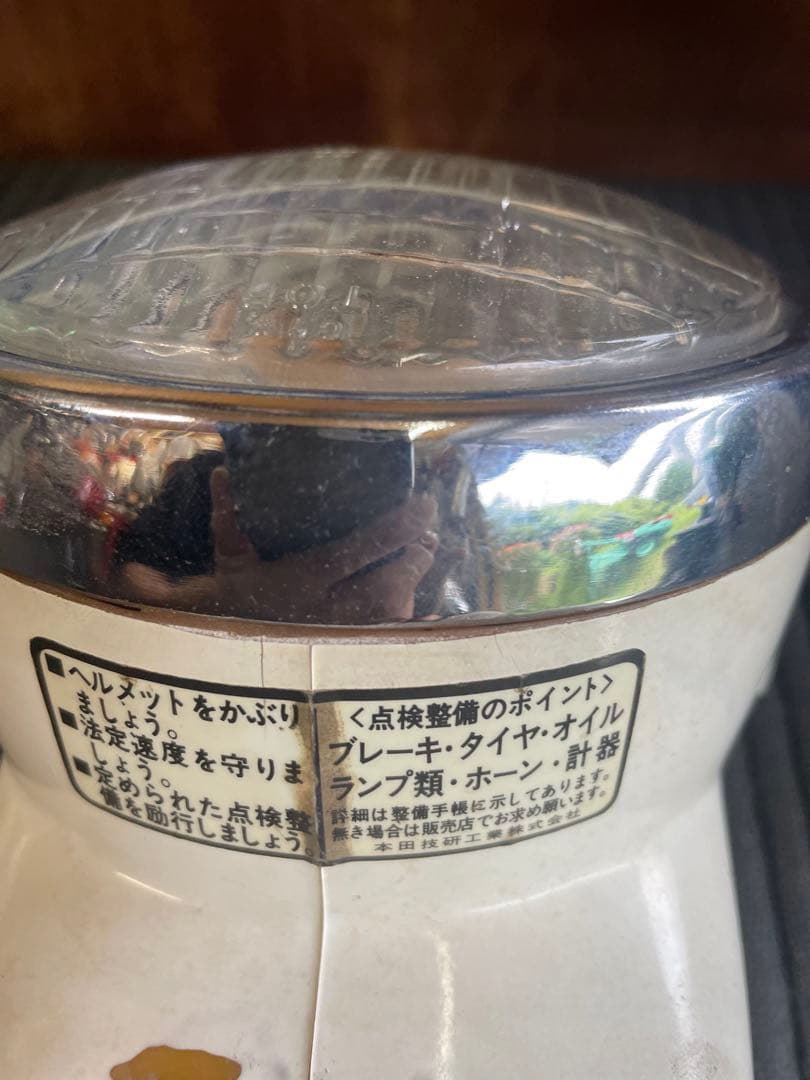 ■ヘルメットをかぶり
ましょう。
■法定速度を守りま
しょう。
■定められた点検整
備を励行しましょう。
＜点検整備のポイント＞
ブレーキ・タイヤ・オイル
ランプ類・ホーン・計器
詳細は整備手帳に示してあります。
無き場合は販売店でお求め願います。
本田技研工業株式会社